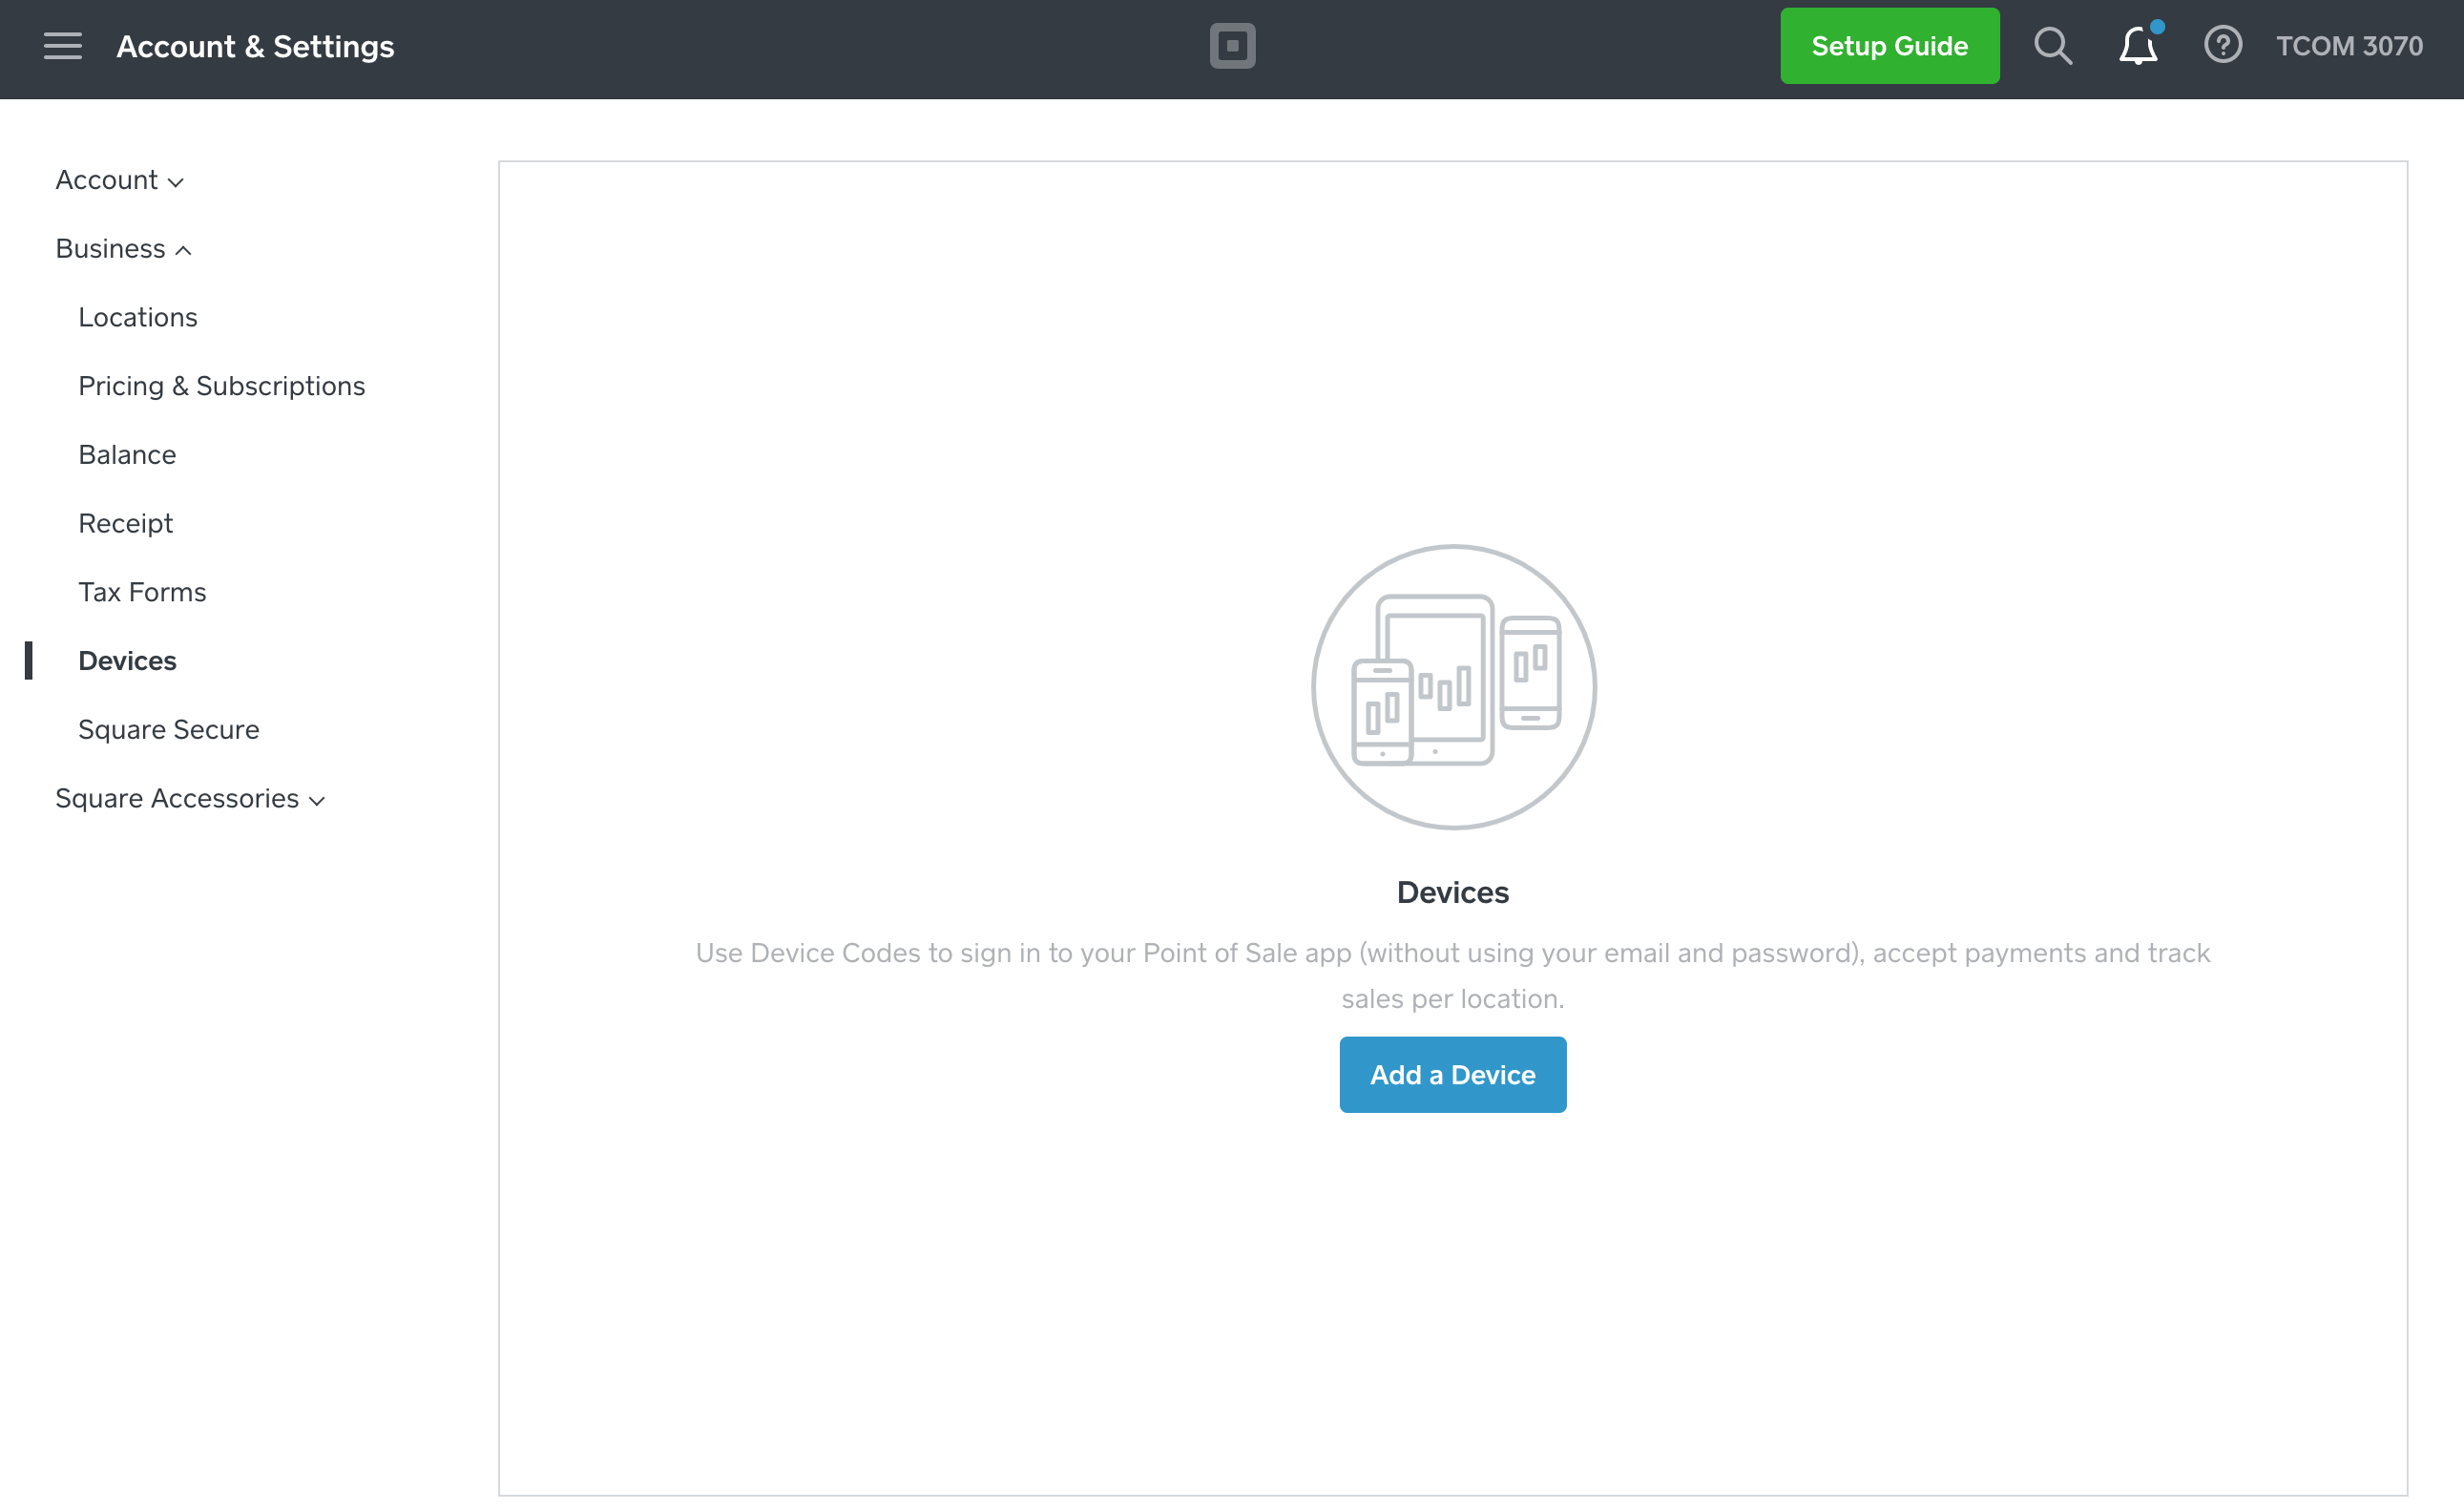 Account & Settings
Setup Guide
TCOM 3070
Account
Business
Locations
Pricing & Subscriptions
Balance
Receipt
Tax Forms
Devices
Square Secure
Square Accessories
Devices
Use Device Codes to sign in to your Point of Sale app (without using your email and password), accept payments and track
sales per location.
Add a Device